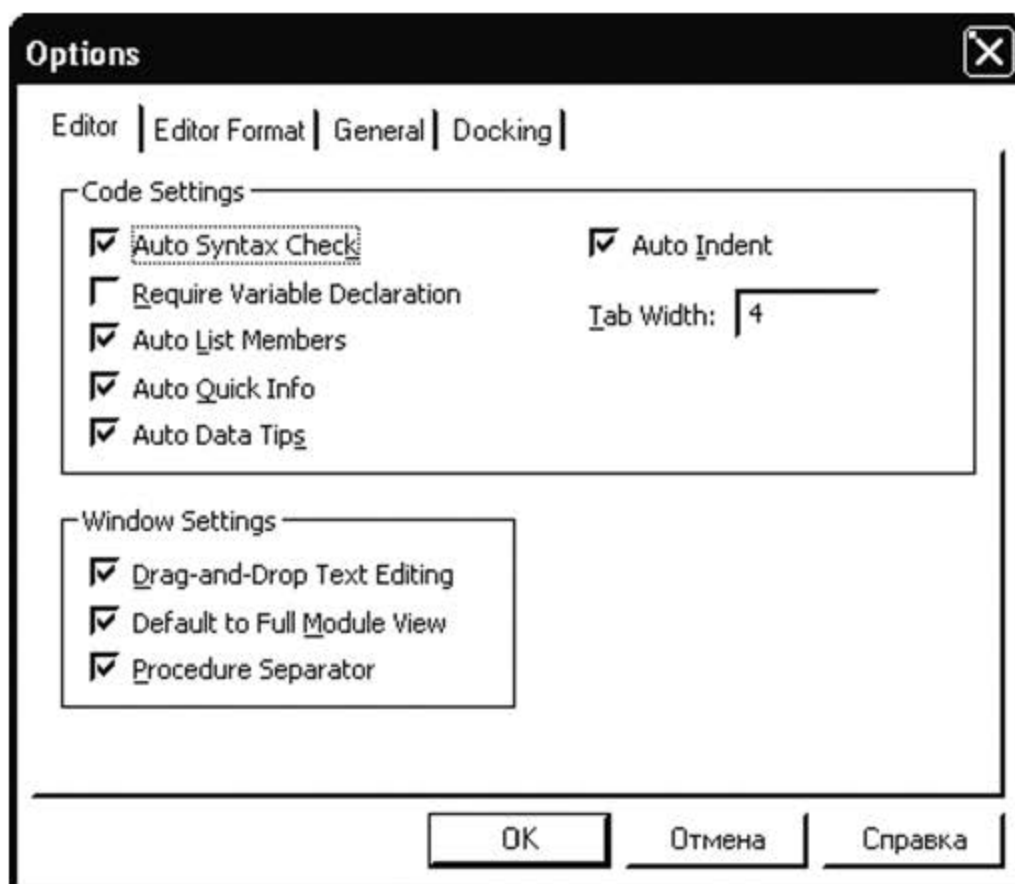 Options
Editor Editor Format General Docking
Code Settings
Auto Syntax Check Auto Indent
Require Variable Declaration
Tab Width: 4
Auto List Members
Auto Quick Info
Auto Data Tips
Window Settings
Drag-and-Drop Text Editing
Default to Full Module View
Procedure Separator
OK Отмена Справка